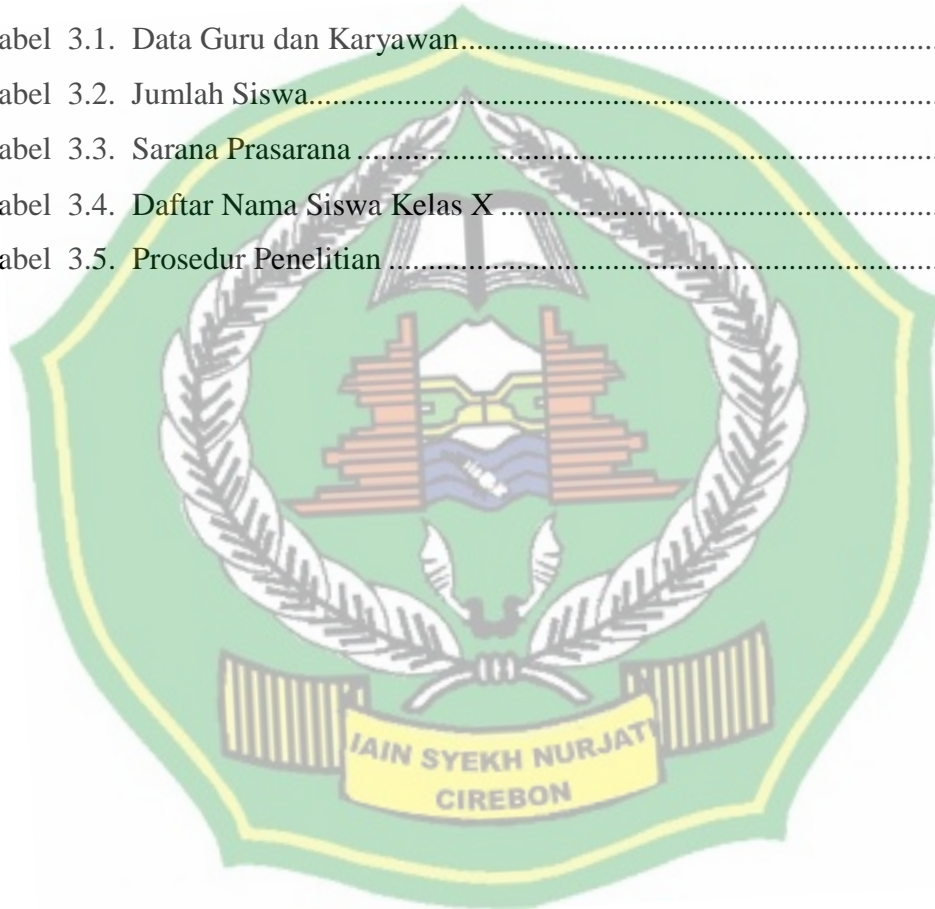 abel 3.1. Data Guru dan Karyawan................................................................
abel 3.2. Jumlah Siswa................................................................................
abel 3.3. Sarana Prasarana ..........................................................................
abel 3.4. Daftar Nama Siswa Kelas X ..........................................................
abel 3.5. Prosedur Penelitian ......................................................................
IAIN SYEKH NURJATI
CIREBON